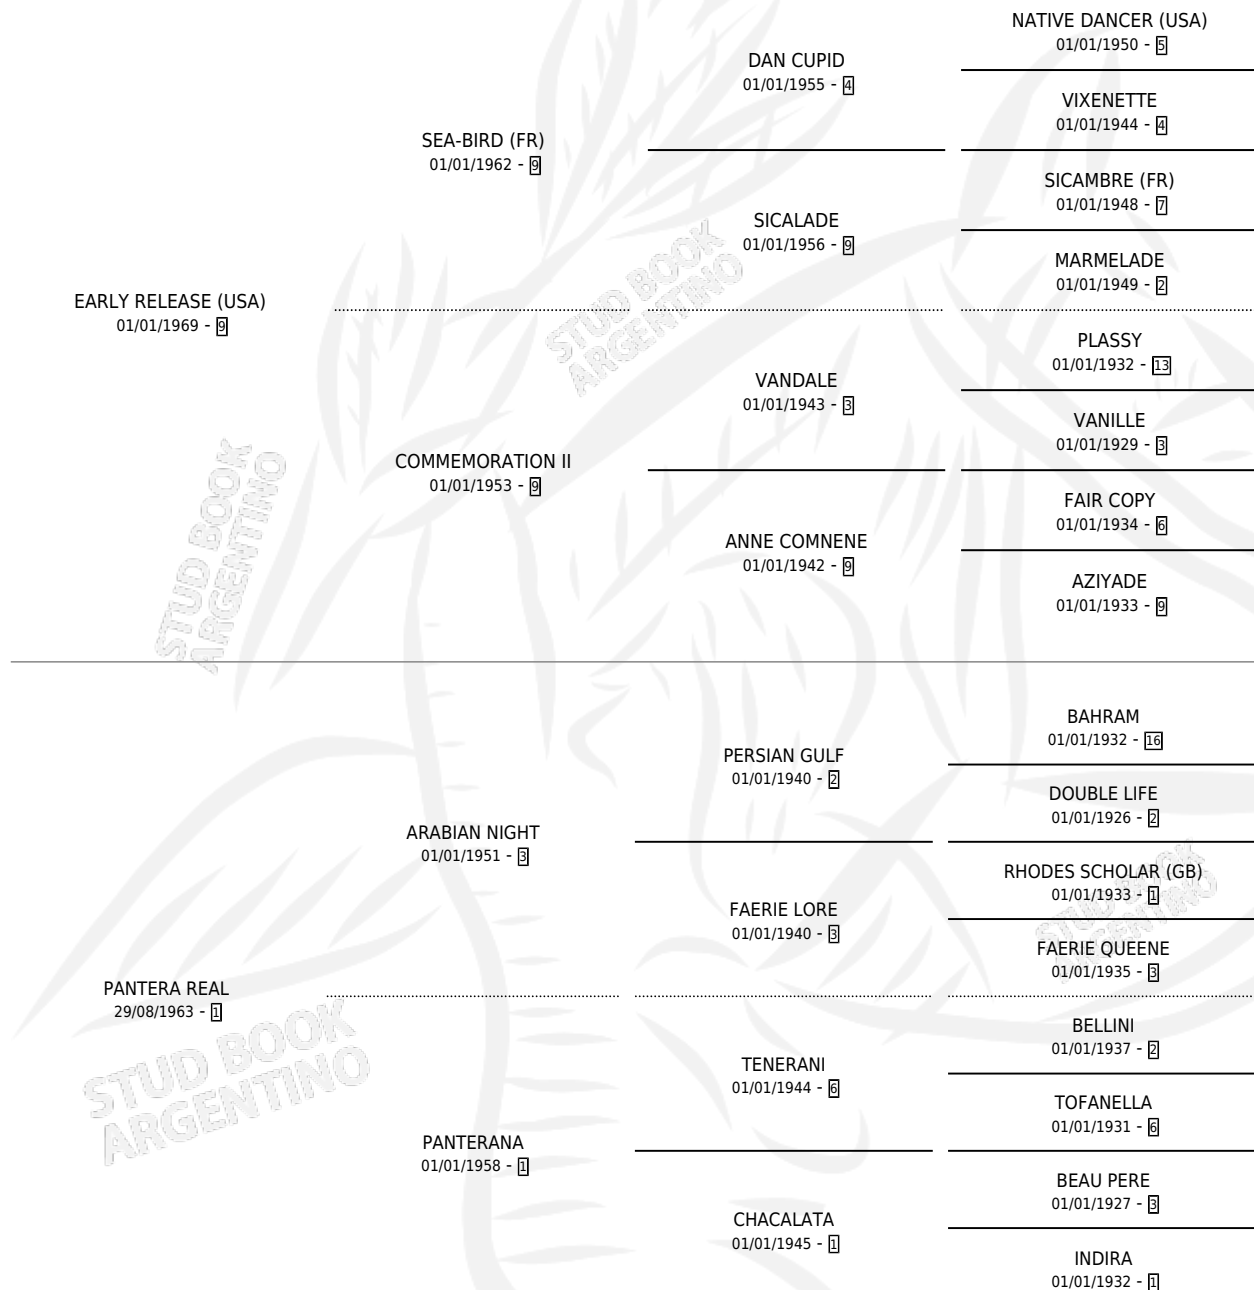 NATIVE DANCER (USA)
01/01/1950 - 5
DAN CUPID
01/01/1955 - 4
VIXENETTE
01/01/1944 - 4
SEA-BIRD (FR)
01/01/1962 - 9
SICAMBRE (FR)
01/01/1948 - 7
SICALADE
01/01/1956 - 9
MARMELADE
01/01/1949 - 2
EARLY RELEASE (USA)
01/01/1969 - 9
PLASSY
01/01/1932 - 13
VANDALE
01/01/1943 - 3
VANILLE
01/01/1929 - 3
COMMEMORATION II
01/01/1953 - 9
FAIR COPY
01/01/1934 - 6
ANNE COMNENE
01/01/1942 - 9
AZIYADE
01/01/1933 - 9
STUD BOOK
ARGENTINO
STUD BOOK
ARGENTINO
BAHRAM
01/01/1932 - 16
PERSIAN GULF
01/01/1940 - 2
DOUBLE LIFE
01/01/1926 - 2
ARABIAN NIGHT
01/01/1951 - 3
RHODES SCHOLAR (GB)
01/01/1933 - 1
FAERIE LORE
01/01/1940 - 3
FAERIE QUEENE
01/01/1935 - 3
PANTERA REAL
29/08/1963 - 1
BELLINI
01/01/1937 - 2
TENERANI
01/01/1944 - 6
TOFANELLA
01/01/1931 - 6
PANTERANA
01/01/1958 - 1
BEAU PERE
01/01/1927 - 3
CHACALATA
01/01/1945 - 1
INDIRA
01/01/1932 - 1
STUD BOOK
ARGENTINO
STUD BOOK
ARGENTINO